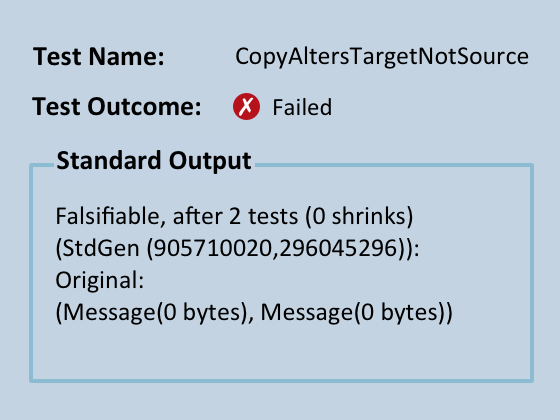 Test Name: CopyAltersTargetNotSource
Test Outcome: ✗ Failed
Standard Output
Falsifiable, after 2 tests (0 shrinks)
(StdGen (905710020,296045296)):
Original:
(Message(0 bytes), Message(0 bytes))